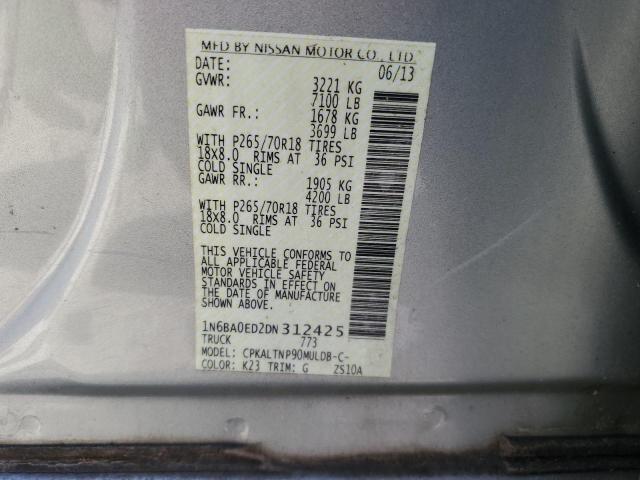 MFD BY NISSAN MOTOR CO., LTD.
DATE: 06/13
GVWR: 3221 KG
7100 LB
GAWR FR.: 1678 KG
3699 LB
WITH P265/70R18 TIRES
18X8.0 RIMS AT 36 PSI
COLD SINGLE
GAWR RR.: 1905 KG
4200 LB
WITH P265/70R18 TIRES
18X8.0 RIMS AT 36 PSI
COLD SINGLE
THIS VEHICLE CONFORMS TO
ALL APPLICABLE FEDERAL
MOTOR VEHICLE SAFETY
STANDARDS IN EFFECT ON
THE DATE OF MANUFACTURE
SHOWN ABOVE.
1N6BA0ED2DN312425
TRUCK 773
MODEL: CPKALTNP90MULDB-C-
COLOR: K23 TRIM: G ZS10A